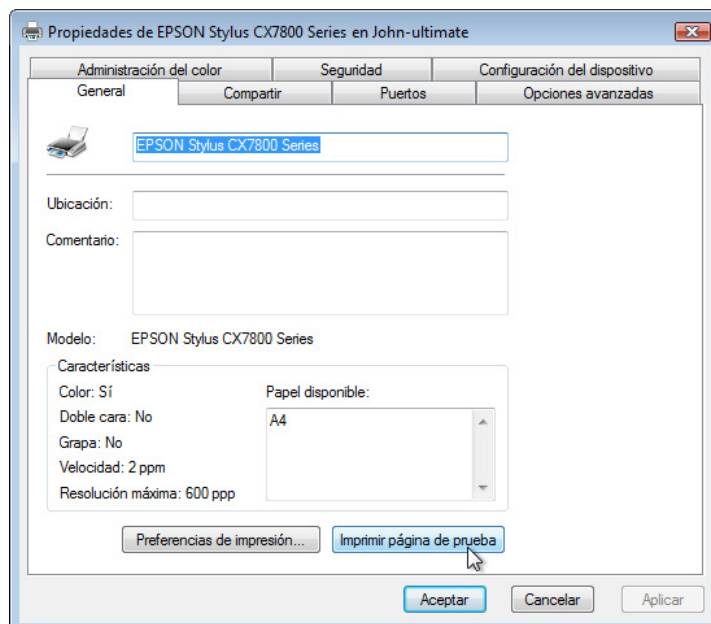 Propiedades de EPSON Stylus CX7800 Series en John-ultimate
Administración del color Seguridad Configuración del dispositivo
General Compartir Puertos Opciones avanzadas
EPSON Stylus CX7800 Series
Ubicación:
Comentario:
Modelo: EPSON Stylus CX7800 Series
Características
Color: Sí Papel disponible:
Doble cara: No A4
Grapa: No
Velocidad: 2 ppm
Resolución máxima: 600 ppp
Preferencias de impresión... Imprimir página de prueba
Aceptar Cancelar Aplicar